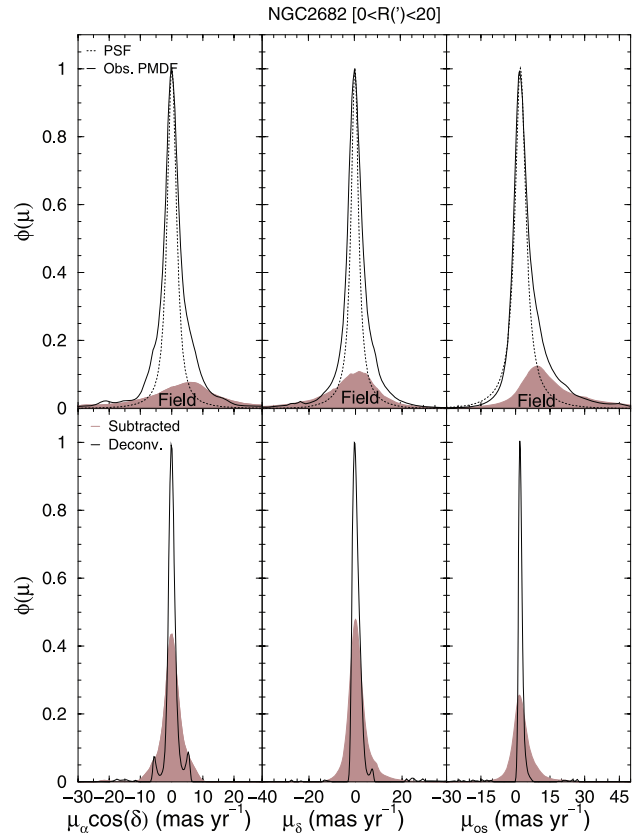 NGC2682 [0<R(')<20]
PSF
Obs. PMDF
1
0.8
0.6
0.4
0.2
0
φ(μ)
Field
Field
Field
Subtracted
Deconv.
1
0.8
0.6
0.4
0.2
0
φ(μ)
−30 −20 −10 0 10 20
−40 −20 0 20
−30 −15 0 15 30 45
μαcos(δ) (mas yr⁻¹)
μδ (mas yr⁻¹)
μos (mas yr⁻¹)